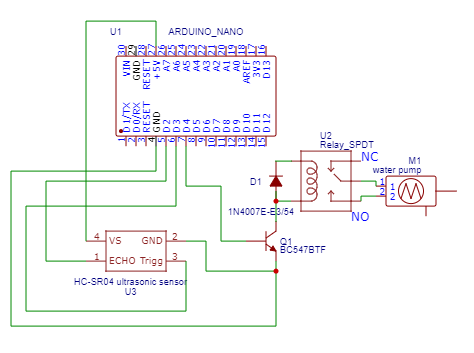 U1
ARDUINO_NANO
30 29 28 27 26 25 24 23 22 21 20 19 18 17 16
VIN GND RESET +5V A7 A6 A5 A4 A3 A2 A1 A0 AREF 3V3 D13
D1/TX D0/RX RESET GND D2 D3 D4 D5 D6 D7 D8 D9 D10 D11 D12
1 2 3 4 5 6 7 8 9 10 11 12 13 14 15
U2
Relay_SPDT
NC
M1
water pump
D1
1 1
2 2
1N4007E-E3/54
NO
Q1
BC547BTF
4 VS GND 2
1 ECHO Trigg 3
HC-SR04 ultrasonic sensor
U3